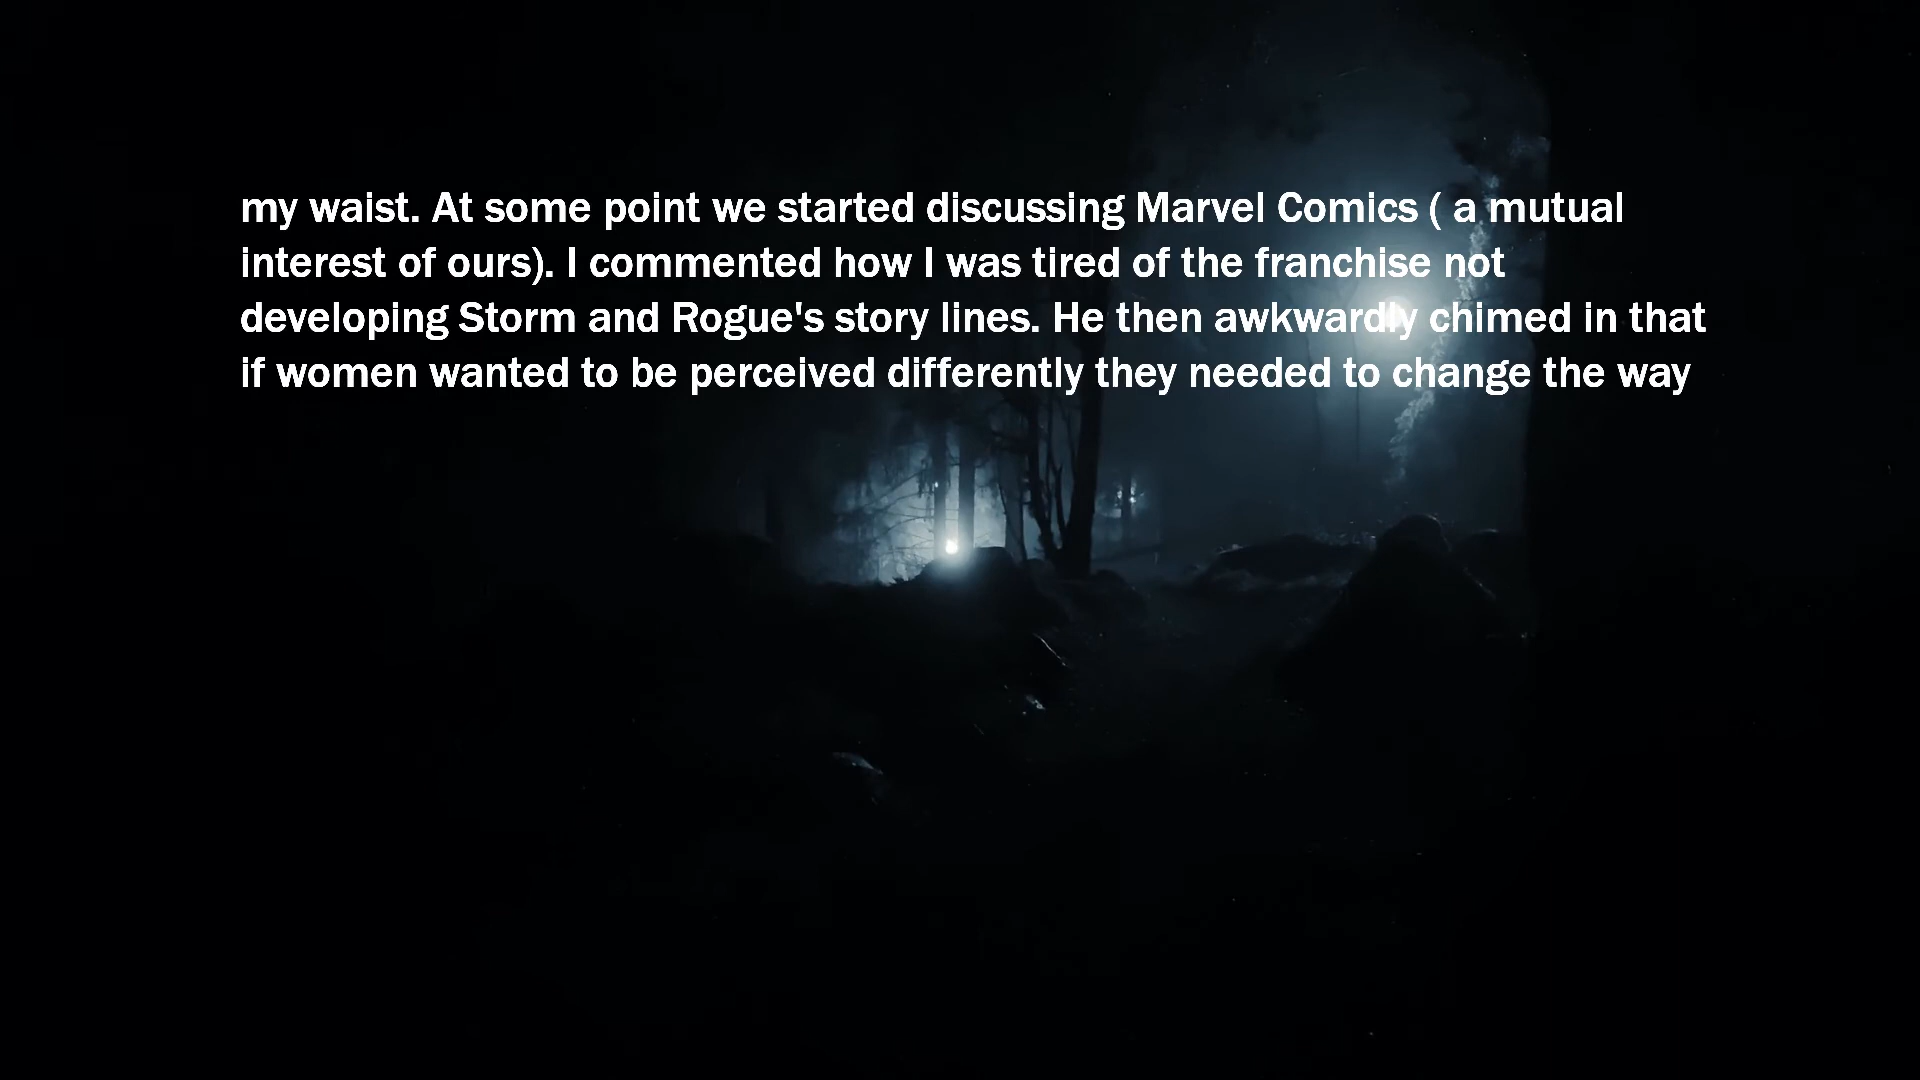 my waist. At some point we started discussing Marvel Comics ( a mutual
interest of ours). I commented how I was tired of the franchise not
developing Storm and Rogue's story lines. He then awkwardly chimed in that
if women wanted to be perceived differently they needed to change the way